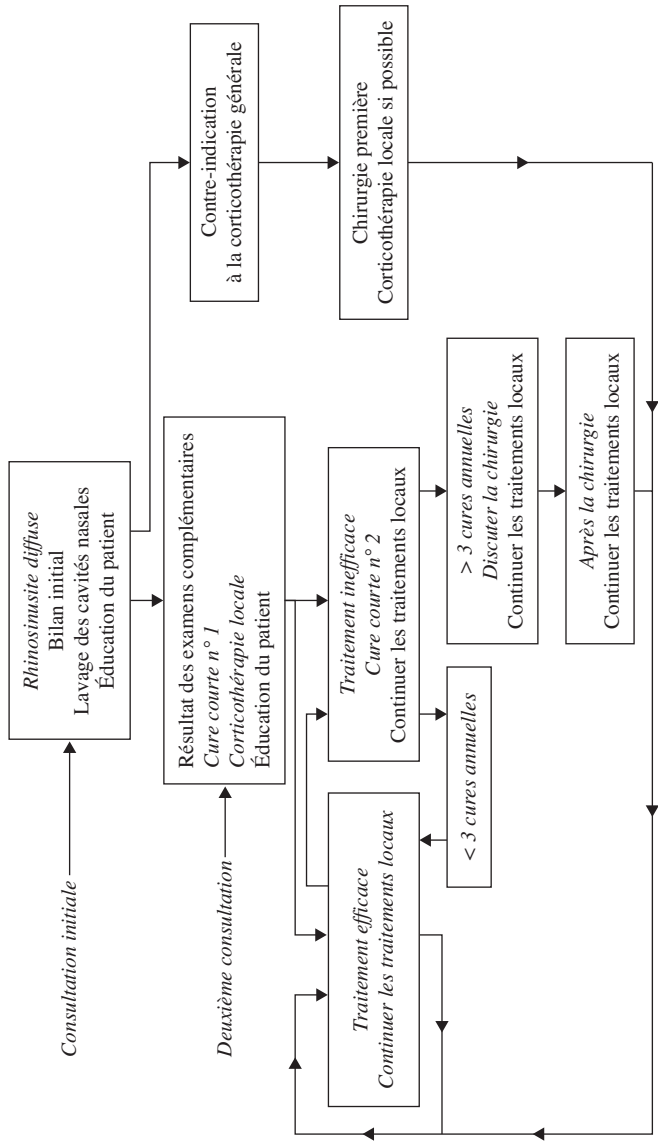 Consultation initiale
Rhinosinusite diffuse
Bilan initial
Lavage des cavités nasales
Éducation du patient
Deuxième consultation
Résultat des examens complémentaires
Cure courte n° 1
Corticothérapie locale
Éducation du patient
Contre-indication
à la corticothérapie générale
Traitement efficace
Continuer les traitements locaux
Traitement inefficace
Cure courte n° 2
Continuer les traitements locaux
Chirurgie première
Corticothérapie locale si possible
< 3 cures annuelles
> 3 cures annuelles
Discuter la chirurgie
Continuer les traitements locaux
Après la chirurgie
Continuer les traitements locaux